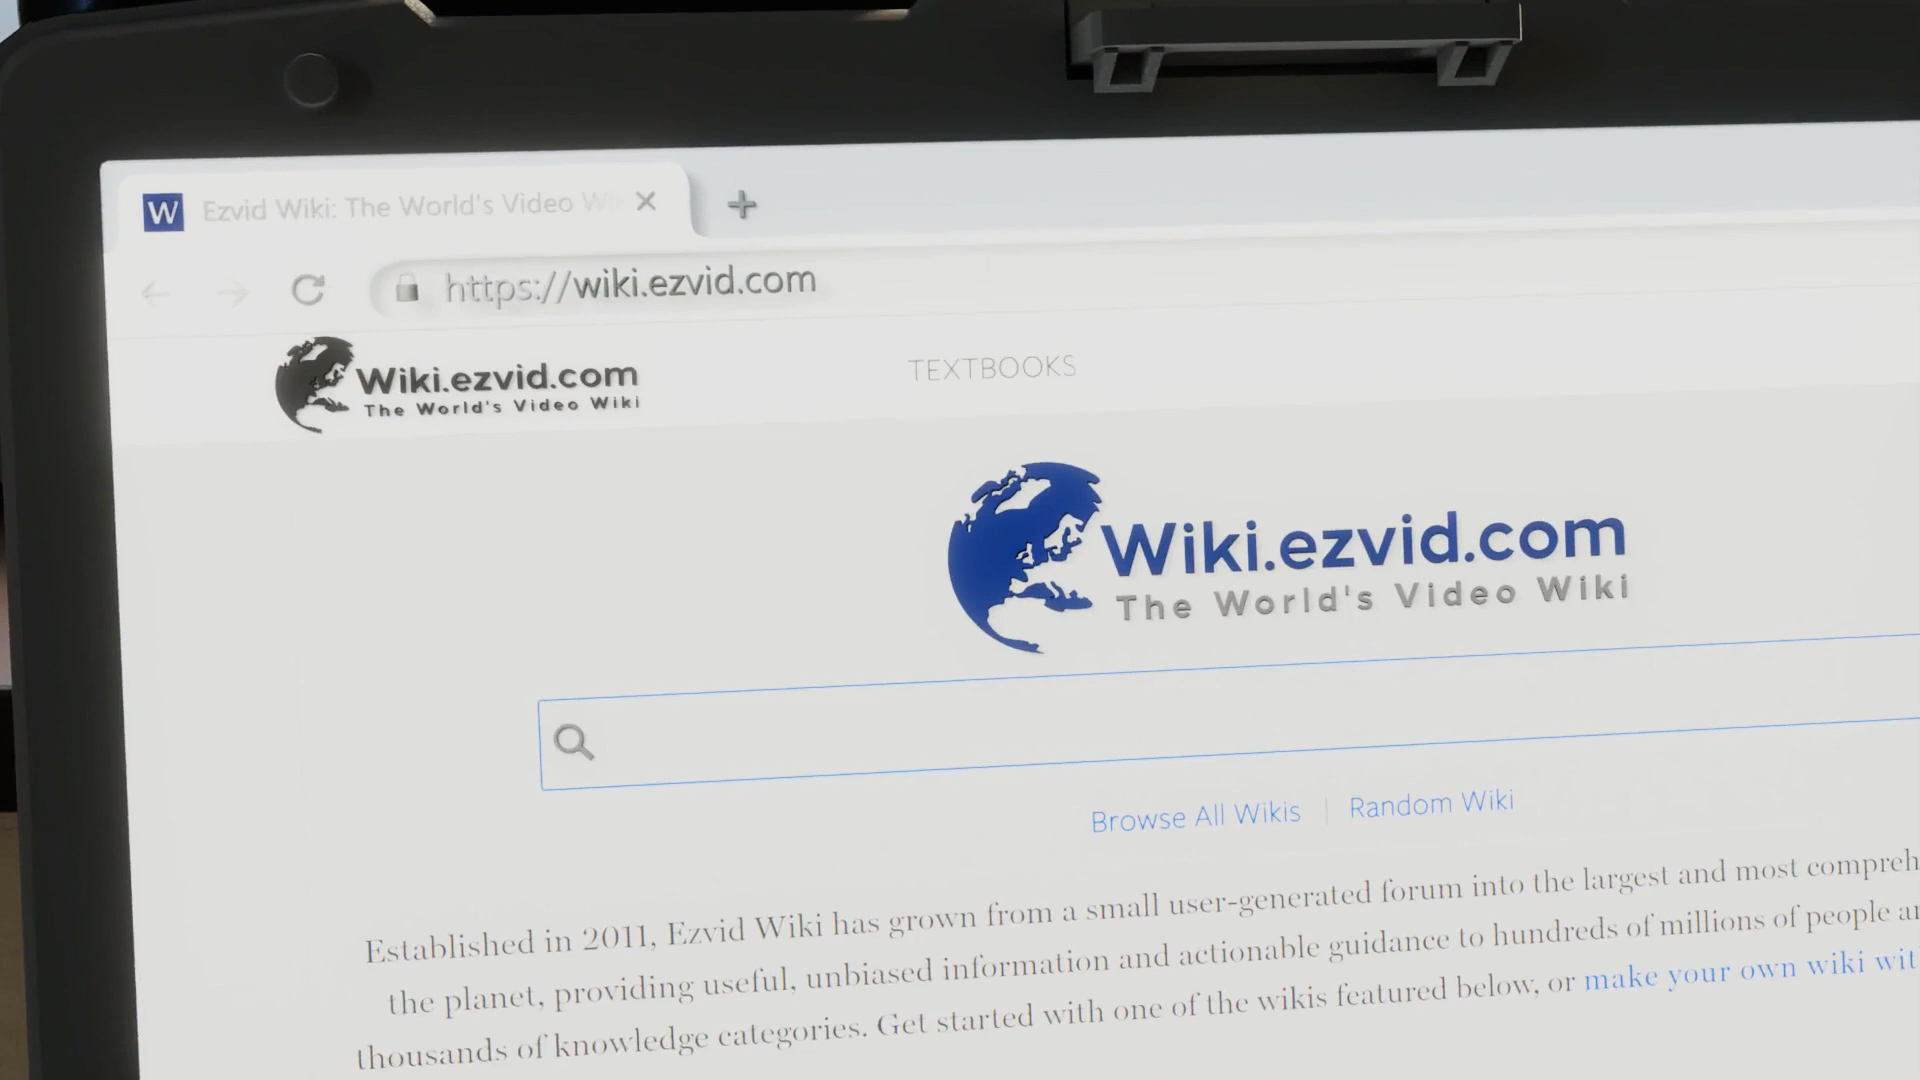 W Ezvid Wiki: The World's Video
https://wiki.ezvid.com
Wiki.ezvid.com
The World's Video Wiki
TEXTBOOKS
Wiki.ezvid.com
The World's Video Wiki
Browse All Wikis | Random Wiki
Established in 2011, Ezvid Wiki has grown from a small user-generated forum into the largest and most
the planet, providing useful, unbiased information and actionable guidance to hundreds of millions of people
thousands of knowledge categories. Get started with one of the wikis featured below, or make your own wiki